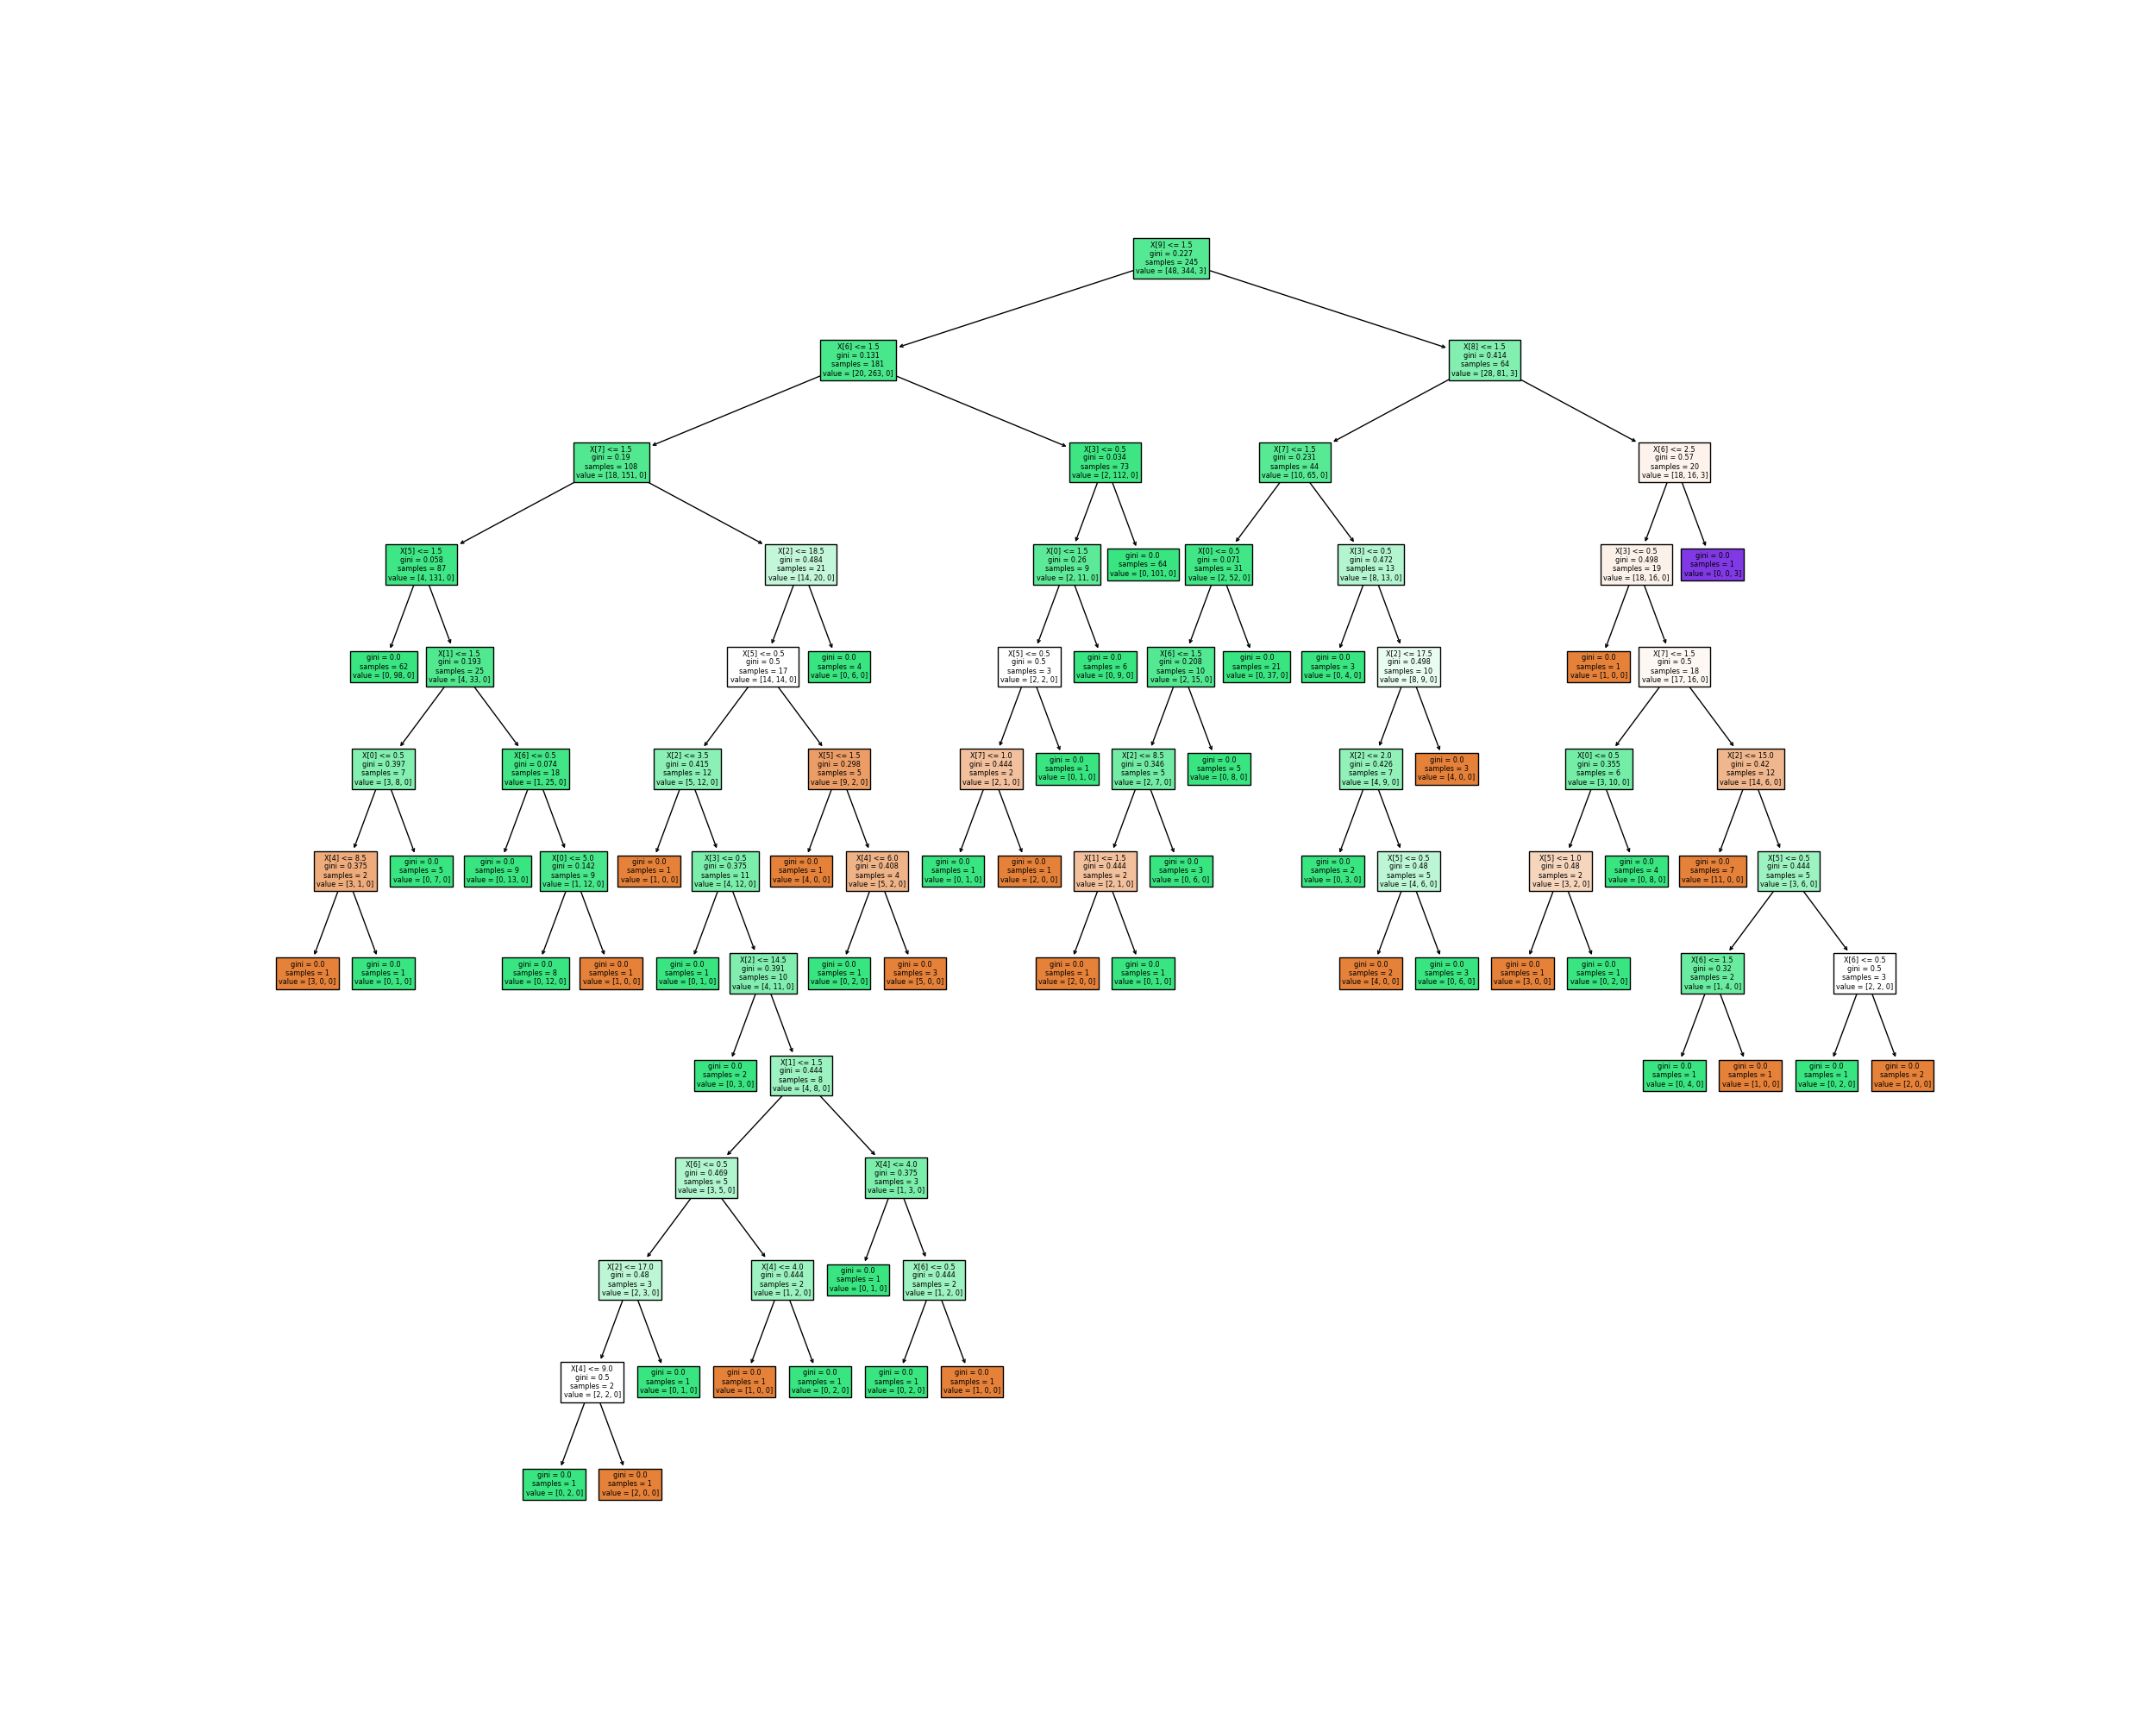 X[9] <= 1.5
gini = 0.227
samples = 245
value = [48, 344, 3]
X[6] <= 1.5
gini = 0.131
samples = 181
value = [20, 263, 0]
X[8] <= 1.5
gini = 0.414
samples = 64
value = [28, 81, 3]
X[7] <= 1.5
gini = 0.19
samples = 108
value = [18, 151, 0]
X[3] <= 0.5
gini = 0.034
samples = 73
value = [2, 112, 0]
X[7] <= 1.5
gini = 0.231
samples = 44
value = [10, 65, 0]
X[6] <= 2.5
gini = 0.57
samples = 20
value = [18, 16, 3]
X[5] <= 1.5
gini = 0.058
samples = 87
value = [4, 131, 0]
X[2] <= 18.5
gini = 0.484
samples = 21
value = [14, 20, 0]
X[0] <= 1.5
gini = 0.26
samples = 9
value = [2, 11, 0]
gini = 0.0
samples = 64
value = [0, 101, 0]
X[0] <= 0.5
gini = 0.071
samples = 31
value = [2, 52, 0]
X[3] <= 0.5
gini = 0.472
samples = 13
value = [8, 13, 0]
X[3] <= 0.5
gini = 0.498
samples = 19
value = [18, 16, 0]
gini = 0.0
samples = 1
value = [0, 0, 3]
gini = 0.0
samples = 62
value = [0, 98, 0]
X[1] <= 1.5
gini = 0.193
samples = 25
value = [4, 33, 0]
X[5] <= 0.5
gini = 0.5
samples = 17
value = [14, 14, 0]
gini = 0.0
samples = 4
value = [0, 6, 0]
X[5] <= 0.5
gini = 0.5
samples = 3
value = [2, 2, 0]
gini = 0.0
samples = 6
value = [0, 9, 0]
X[6] <= 1.5
gini = 0.208
samples = 10
value = [2, 15, 0]
gini = 0.0
samples = 21
value = [0, 37, 0]
gini = 0.0
samples = 3
value = [0, 4, 0]
X[2] <= 17.5
gini = 0.498
samples = 10
value = [8, 9, 0]
gini = 0.0
samples = 1
value = [1, 0, 0]
X[7] <= 1.5
gini = 0.5
samples = 18
value = [17, 16, 0]
X[0] <= 0.5
gini = 0.397
samples = 7
value = [3, 8, 0]
X[6] <= 0.5
gini = 0.074
samples = 18
value = [1, 25, 0]
X[2] <= 3.5
gini = 0.415
samples = 12
value = [5, 12, 0]
X[5] <= 1.5
gini = 0.298
samples = 5
value = [9, 2, 0]
X[7] <= 1.0
gini = 0.444
samples = 2
value = [2, 1, 0]
gini = 0.0
samples = 1
value = [0, 1, 0]
X[2] <= 8.5
gini = 0.346
samples = 5
value = [2, 7, 0]
gini = 0.0
samples = 5
value = [0, 8, 0]
X[2] <= 2.0
gini = 0.426
samples = 7
value = [4, 9, 0]
gini = 0.0
samples = 3
value = [4, 0, 0]
X[0] <= 0.5
gini = 0.355
samples = 6
value = [3, 10, 0]
X[2] <= 15.0
gini = 0.42
samples = 12
value = [14, 6, 0]
X[4] <= 8.5
gini = 0.375
samples = 2
value = [3, 1, 0]
gini = 0.0
samples = 5
value = [0, 7, 0]
gini = 0.0
samples = 9
value = [0, 13, 0]
X[0] <= 5.0
gini = 0.142
samples = 9
value = [1, 12, 0]
gini = 0.0
samples = 1
value = [1, 0, 0]
X[3] <= 0.5
gini = 0.375
samples = 11
value = [4, 12, 0]
gini = 0.0
samples = 1
value = [4, 0, 0]
X[4] <= 6.0
gini = 0.408
samples = 4
value = [5, 2, 0]
gini = 0.0
samples = 1
value = [0, 1, 0]
gini = 0.0
samples = 1
value = [2, 0, 0]
X[1] <= 1.5
gini = 0.444
samples = 2
value = [2, 1, 0]
gini = 0.0
samples = 3
value = [0, 6, 0]
gini = 0.0
samples = 2
value = [0, 3, 0]
X[5] <= 0.5
gini = 0.48
samples = 5
value = [4, 6, 0]
X[5] <= 1.0
gini = 0.48
samples = 2
value = [3, 2, 0]
gini = 0.0
samples = 4
value = [0, 8, 0]
gini = 0.0
samples = 7
value = [11, 0, 0]
X[5] <= 0.5
gini = 0.444
samples = 5
value = [3, 6, 0]
gini = 0.0
samples = 1
value = [3, 0, 0]
gini = 0.0
samples = 1
value = [0, 1, 0]
gini = 0.0
samples = 8
value = [0, 12, 0]
gini = 0.0
samples = 1
value = [1, 0, 0]
gini = 0.0
samples = 1
value = [0, 1, 0]
X[2] <= 14.5
gini = 0.391
samples = 10
value = [4, 11, 0]
gini = 0.0
samples = 1
value = [0, 2, 0]
gini = 0.0
samples = 3
value = [5, 0, 0]
gini = 0.0
samples = 1
value = [2, 0, 0]
gini = 0.0
samples = 1
value = [0, 1, 0]
gini = 0.0
samples = 2
value = [4, 0, 0]
gini = 0.0
samples = 3
value = [0, 6, 0]
gini = 0.0
samples = 1
value = [3, 0, 0]
gini = 0.0
samples = 1
value = [0, 2, 0]
X[6] <= 1.5
gini = 0.32
samples = 2
value = [1, 4, 0]
X[6] <= 0.5
gini = 0.5
samples = 3
value = [2, 2, 0]
gini = 0.0
samples = 2
value = [0, 3, 0]
X[1] <= 1.5
gini = 0.444
samples = 8
value = [4, 8, 0]
gini = 0.0
samples = 1
value = [0, 4, 0]
gini = 0.0
samples = 1
value = [1, 0, 0]
gini = 0.0
samples = 1
value = [0, 2, 0]
gini = 0.0
samples = 2
value = [2, 0, 0]
X[6] <= 0.5
gini = 0.469
samples = 5
value = [3, 5, 0]
X[4] <= 4.0
gini = 0.375
samples = 3
value = [1, 3, 0]
X[2] <= 17.0
gini = 0.48
samples = 3
value = [2, 3, 0]
X[4] <= 4.0
gini = 0.444
samples = 2
value = [1, 2, 0]
gini = 0.0
samples = 1
value = [0, 1, 0]
X[6] <= 0.5
gini = 0.444
samples = 2
value = [1, 2, 0]
X[4] <= 9.0
gini = 0.5
samples = 2
value = [2, 2, 0]
gini = 0.0
samples = 1
value = [0, 1, 0]
gini = 0.0
samples = 1
value = [1, 0, 0]
gini = 0.0
samples = 1
value = [0, 2, 0]
gini = 0.0
samples = 1
value = [0, 2, 0]
gini = 0.0
samples = 1
value = [1, 0, 0]
gini = 0.0
samples = 1
value = [0, 2, 0]
gini = 0.0
samples = 1
value = [2, 0, 0]